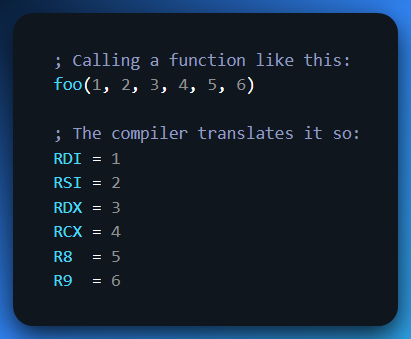 ; Calling a function like this:
foo(1, 2, 3, 4, 5, 6)
; The compiler translates it so:
RDI = 1
RSI = 2
RDX = 3
RCX = 4
R8  = 5
R9  = 6